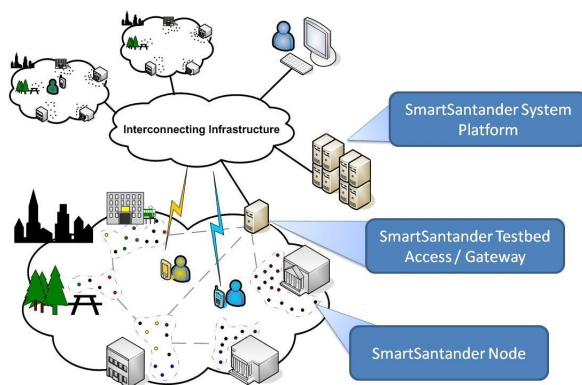 SmartSantander System
Platform
Interconnecting Infrastructure
SmartSantander Testbed
Access / Gateway
SmartSantander Node